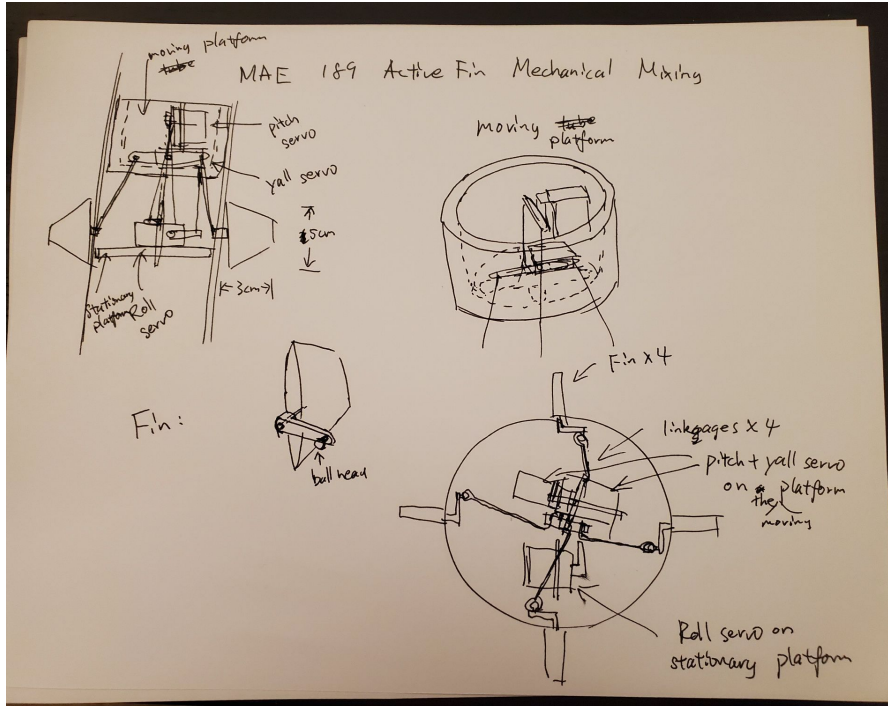 MAE 189 Active Fin Mechanical Mixing
moving platform
tube
pitch
servo
yall servo
5cm
3cm
stationary
platform
Roll
servo
moving tube
platform
Fin:
ball head
Fin x 4
linkgages x 4
pitch + yall servo
on the platform
moving
Roll servo on
stationary platform